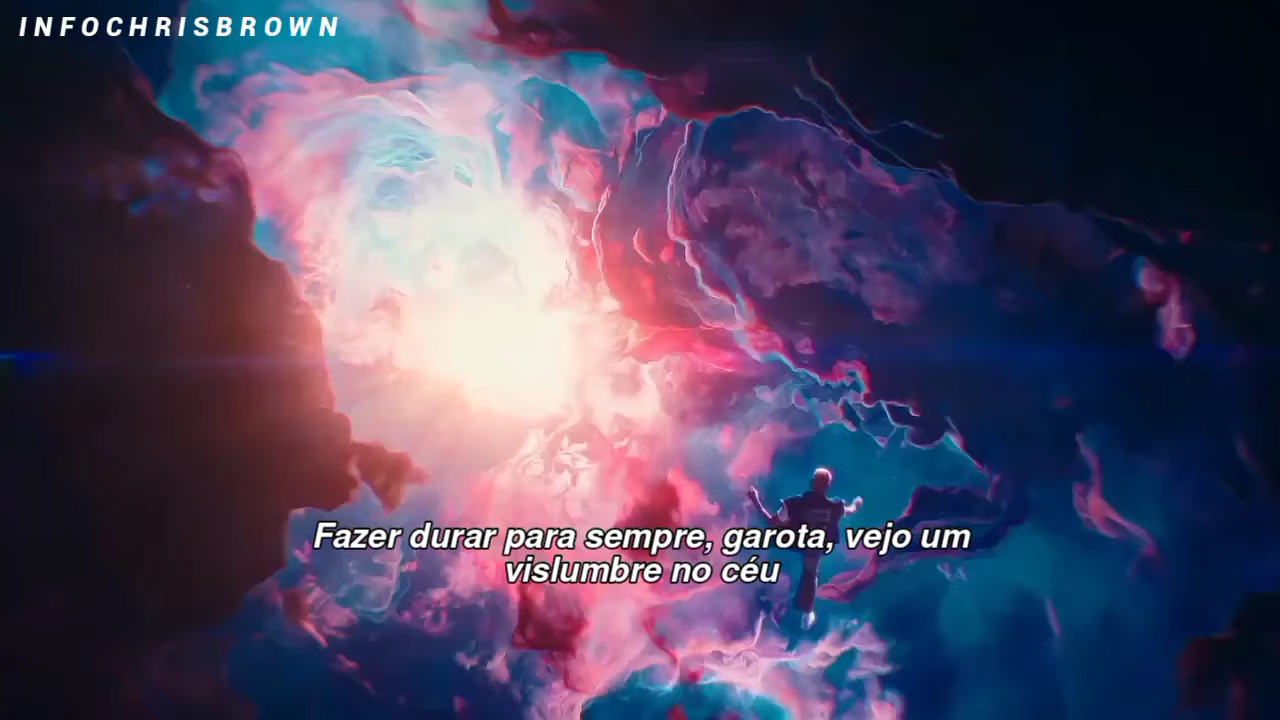 INFOCHRISBROWN
Fazer durar para sempre, garota, vejo um
vislumbre no céu